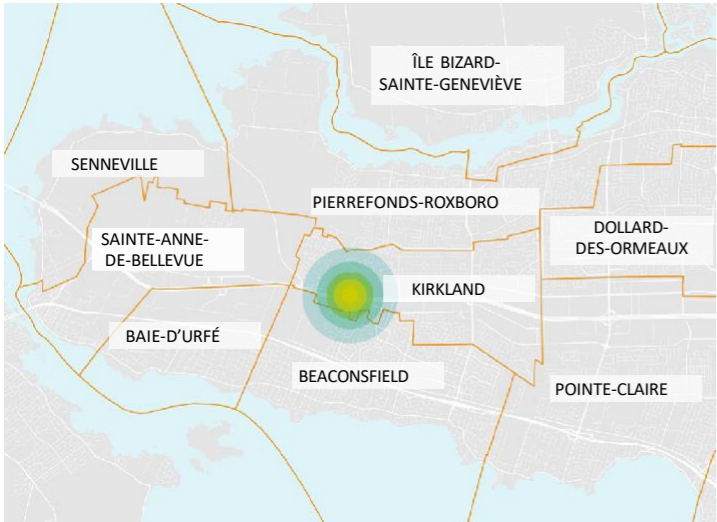 ÎLE BIZARD-
SAINTE-GENEVIÈVE
SENNEVILLE
PIERREFONDS-ROXBORO
SAINTE-ANNE-
DE-BELLEVUE
DOLLARD-
DES-ORMEAUX
KIRKLAND
BAIE-D'URFÉ
BEACONSFIELD
POINTE-CLAIRE